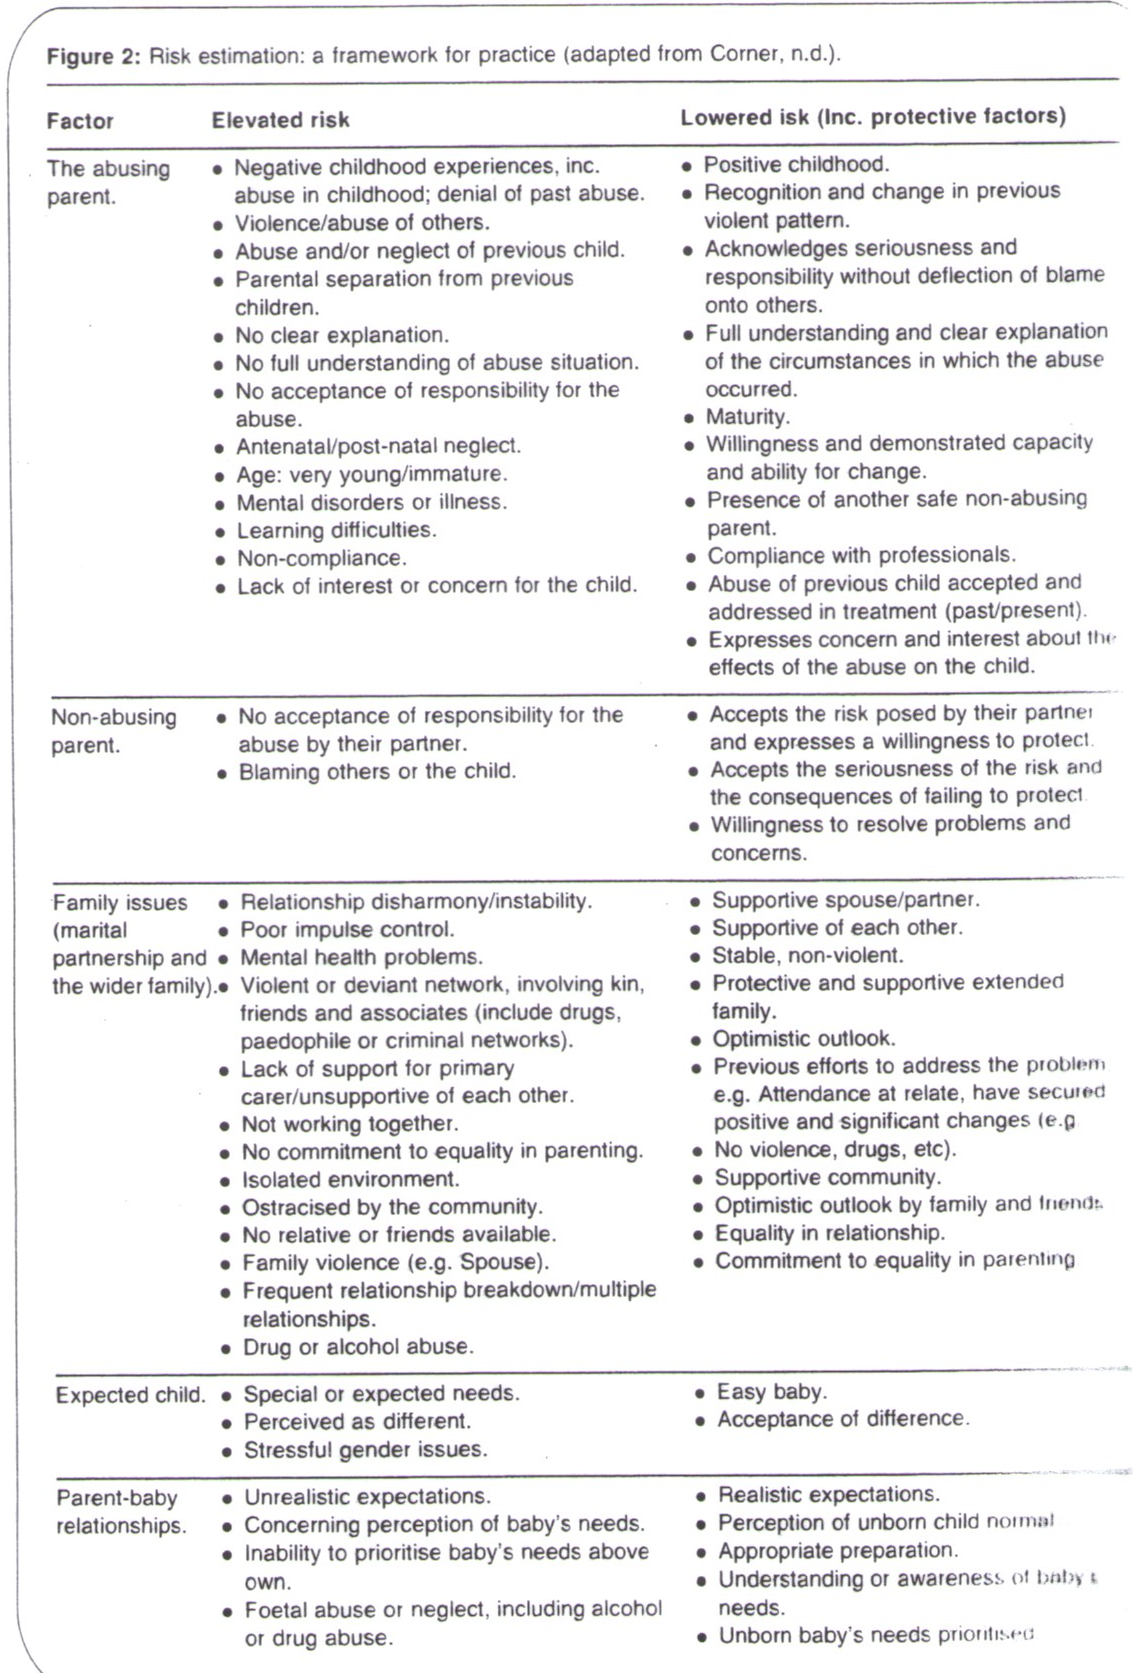 Figure 2: Risk estimation: a framework for practice (adapted from Corner, n.d.).
Factor
Elevated risk
Lowered isk (Inc. protective factors)
The abusing
parent.
• Negative childhood experiences, inc.
abuse in childhood; denial of past abuse.
• Violence/abuse of others.
• Abuse and/or neglect of previous child.
• Parental separation from previous
children.
• No clear explanation.
• No full understanding of abuse situation.
• No acceptance of responsibility for the
abuse.
• Antenatal/post-natal neglect.
• Age: very young/immature.
• Mental disorders or illness.
• Learning difficulties.
• Non-compliance.
• Lack of interest or concern for the child.
• Positive childhood.
• Recognition and change in previous
violent pattern.
• Acknowledges seriousness and
responsibility without deflection of blame
onto others.
• Full understanding and clear explanation
of the circumstances in which the abuse
occurred.
• Maturity.
• Willingness and demonstrated capacity
and ability for change.
• Presence of another safe non-abusing
parent.
• Compliance with professionals.
• Abuse of previous child accepted and
addressed in treatment (past/present).
• Expresses concern and interest about the
effects of the abuse on the child.
Non-abusing
parent.
• No acceptance of responsibility for the
abuse by their partner.
• Blaming others or the child.
• Accepts the risk posed by their partner
and expresses a willingness to protect.
• Accepts the seriousness of the risk and
the consequences of failing to protect
• Willingness to resolve problems and
concerns.
Family issues
(marital
partnership and
the wider family).
• Relationship disharmony/instability.
• Poor impulse control.
• Mental health problems.
• Violent or deviant network, involving kin,
friends and associates (include drugs,
paedophile or criminal networks).
• Lack of support for primary
carer/unsupportive of each other.
• Not working together.
• No commitment to equality in parenting.
• Isolated environment.
• Ostracised by the community.
• No relative or friends available.
• Family violence (e.g. Spouse).
• Frequent relationship breakdown/multiple
relationships.
• Drug or alcohol abuse.
• Supportive spouse/partner.
• Supportive of each other.
• Stable, non-violent.
• Protective and supportive extended
family.
• Optimistic outlook.
• Previous efforts to address the problem
e.g. Attendance at relate, have secured
positive and significant changes (e.g
• No violence, drugs, etc).
• Supportive community.
• Optimistic outlook by family and friends
• Equality in relationship.
• Commitment to equality in parenting
Expected child.
• Special or expected needs.
• Perceived as different.
• Stressful gender issues.
• Easy baby.
• Acceptance of difference.
Parent-baby
relationships.
• Unrealistic expectations.
• Concerning perception of baby's needs.
• Inability to prioritise baby's needs above
own.
• Foetal abuse or neglect, including alcohol
or drug abuse.
• Realistic expectations.
• Perception of unborn child normal
• Appropriate preparation.
• Understanding or awareness of baby's
needs.
• Unborn baby's needs prioritised